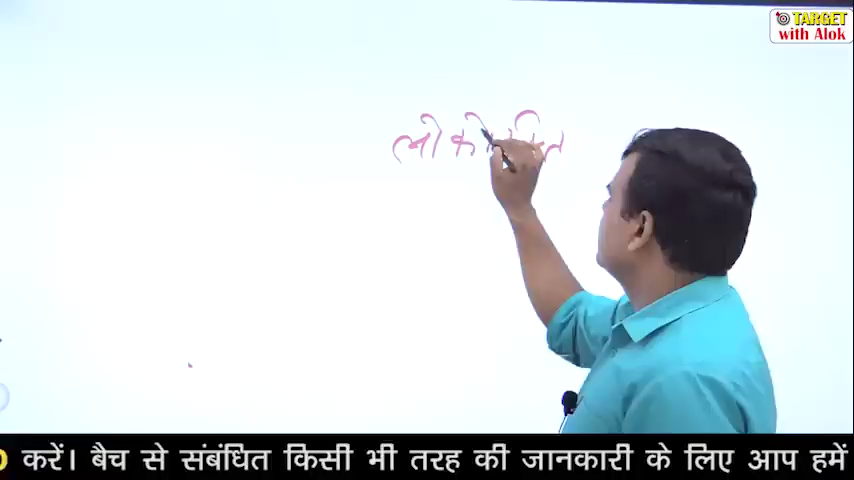 TARGET
with Alok
लोकोक्ति
करें। बैच से संबंधित किसी भी तरह की जानकारी के लिए आप हमें